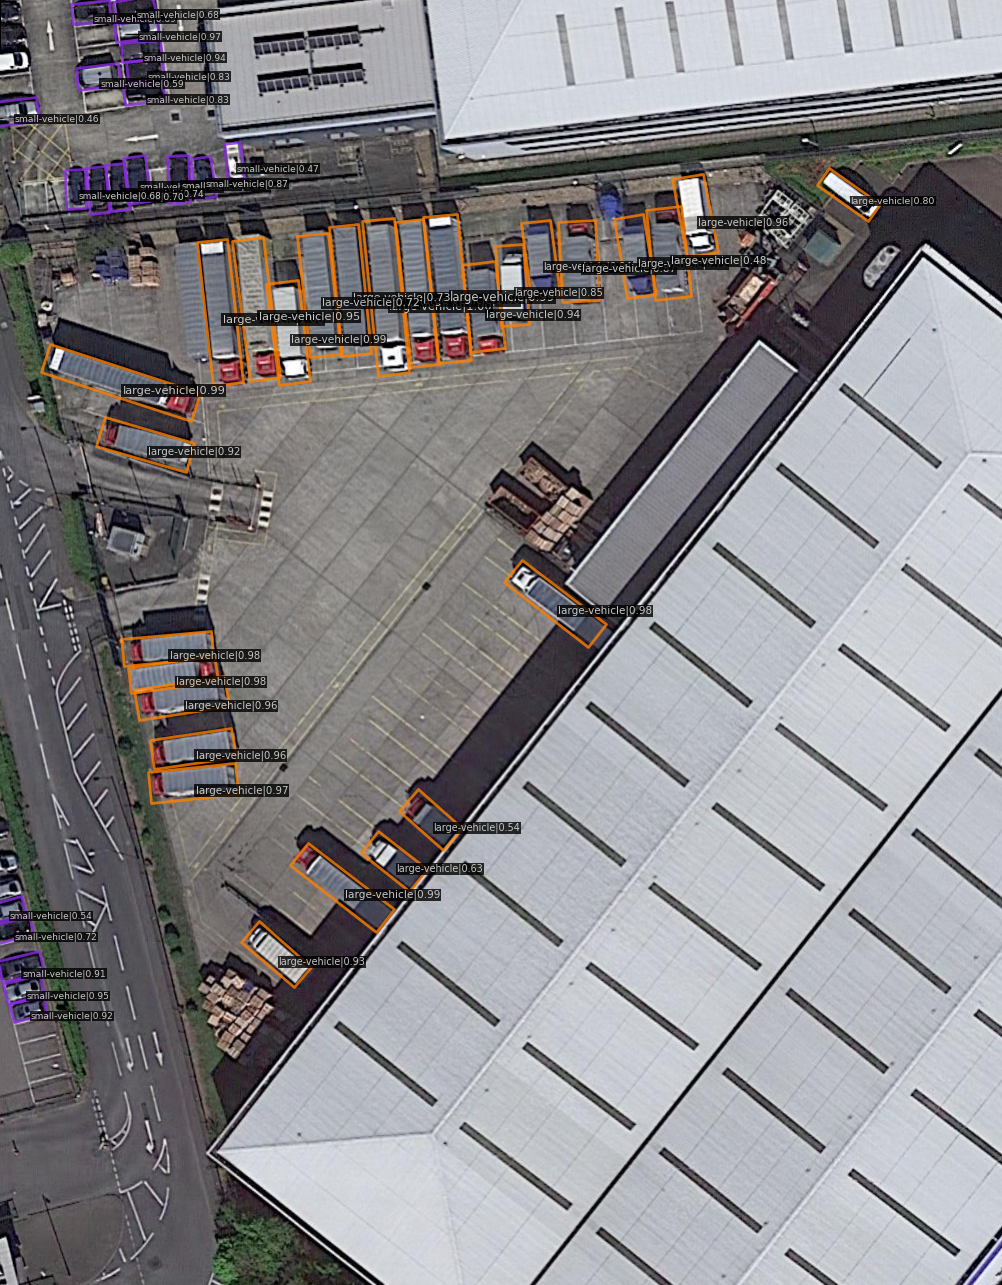 small-vehicle|0.68
small-vehicle|0.97
small-vehicle|0.94
small-vehicle|0.83
small-vehicle|0.59
small-vehicle|0.83
small-vehicle|0.46
small-vehicle|0.47
small-vehicle|0.87
small-vehicle|0.68
large-vehicle|0.80
large-vehicle|0.96
large-vehicle|0.48
large-vehicle|0.85
large-vehicle|0.72
large-vehicle|0.95
large-vehicle|0.94
large-vehicle|0.99
large-vehicle|0.99
large-vehicle|0.92
large-vehicle|0.98
large-vehicle|0.98
large-vehicle|0.98
large-vehicle|0.96
large-vehicle|0.96
large-vehicle|0.97
large-vehicle|0.54
large-vehicle|0.63
large-vehicle|0.99
small-vehicle|0.54
small-vehicle|0.72
large-vehicle|0.93
small-vehicle|0.91
small-vehicle|0.95
small-vehicle|0.92